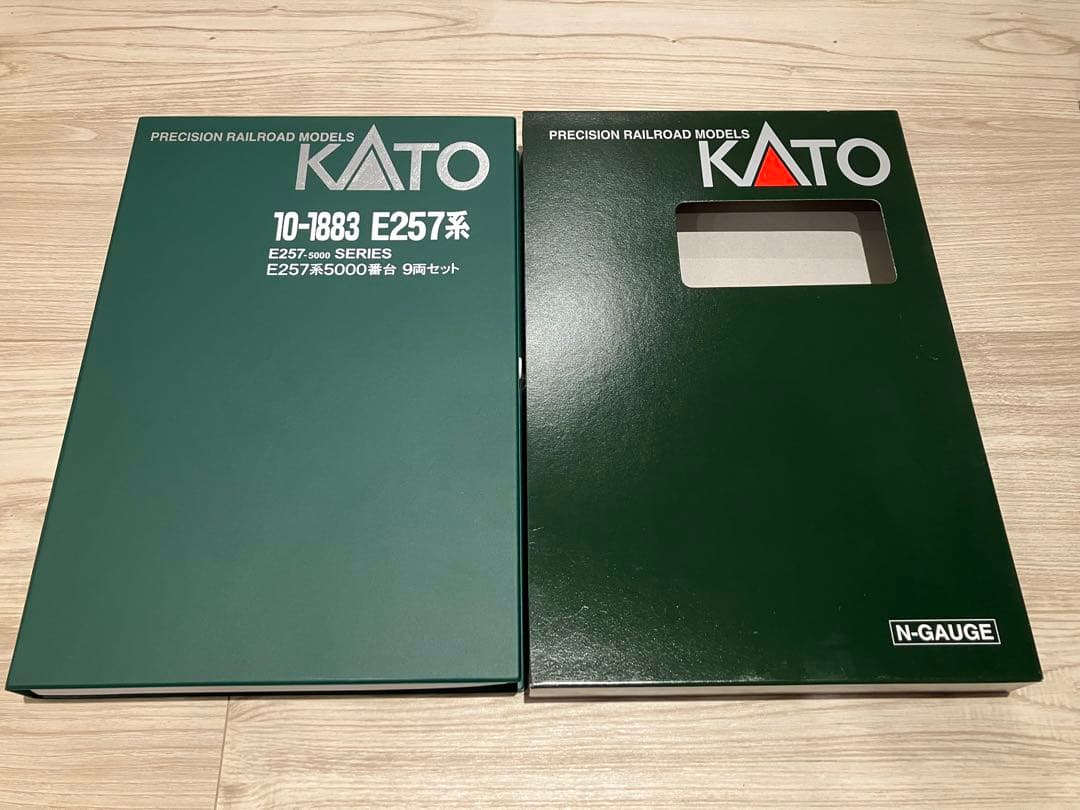 PRECISION RAILROAD MODELS
KATO
10-1883 E257系
E257-5000 SERIES
E257系5000番台 9両セット
PRECISION RAILROAD MODELS
KATO
N-GAUGE